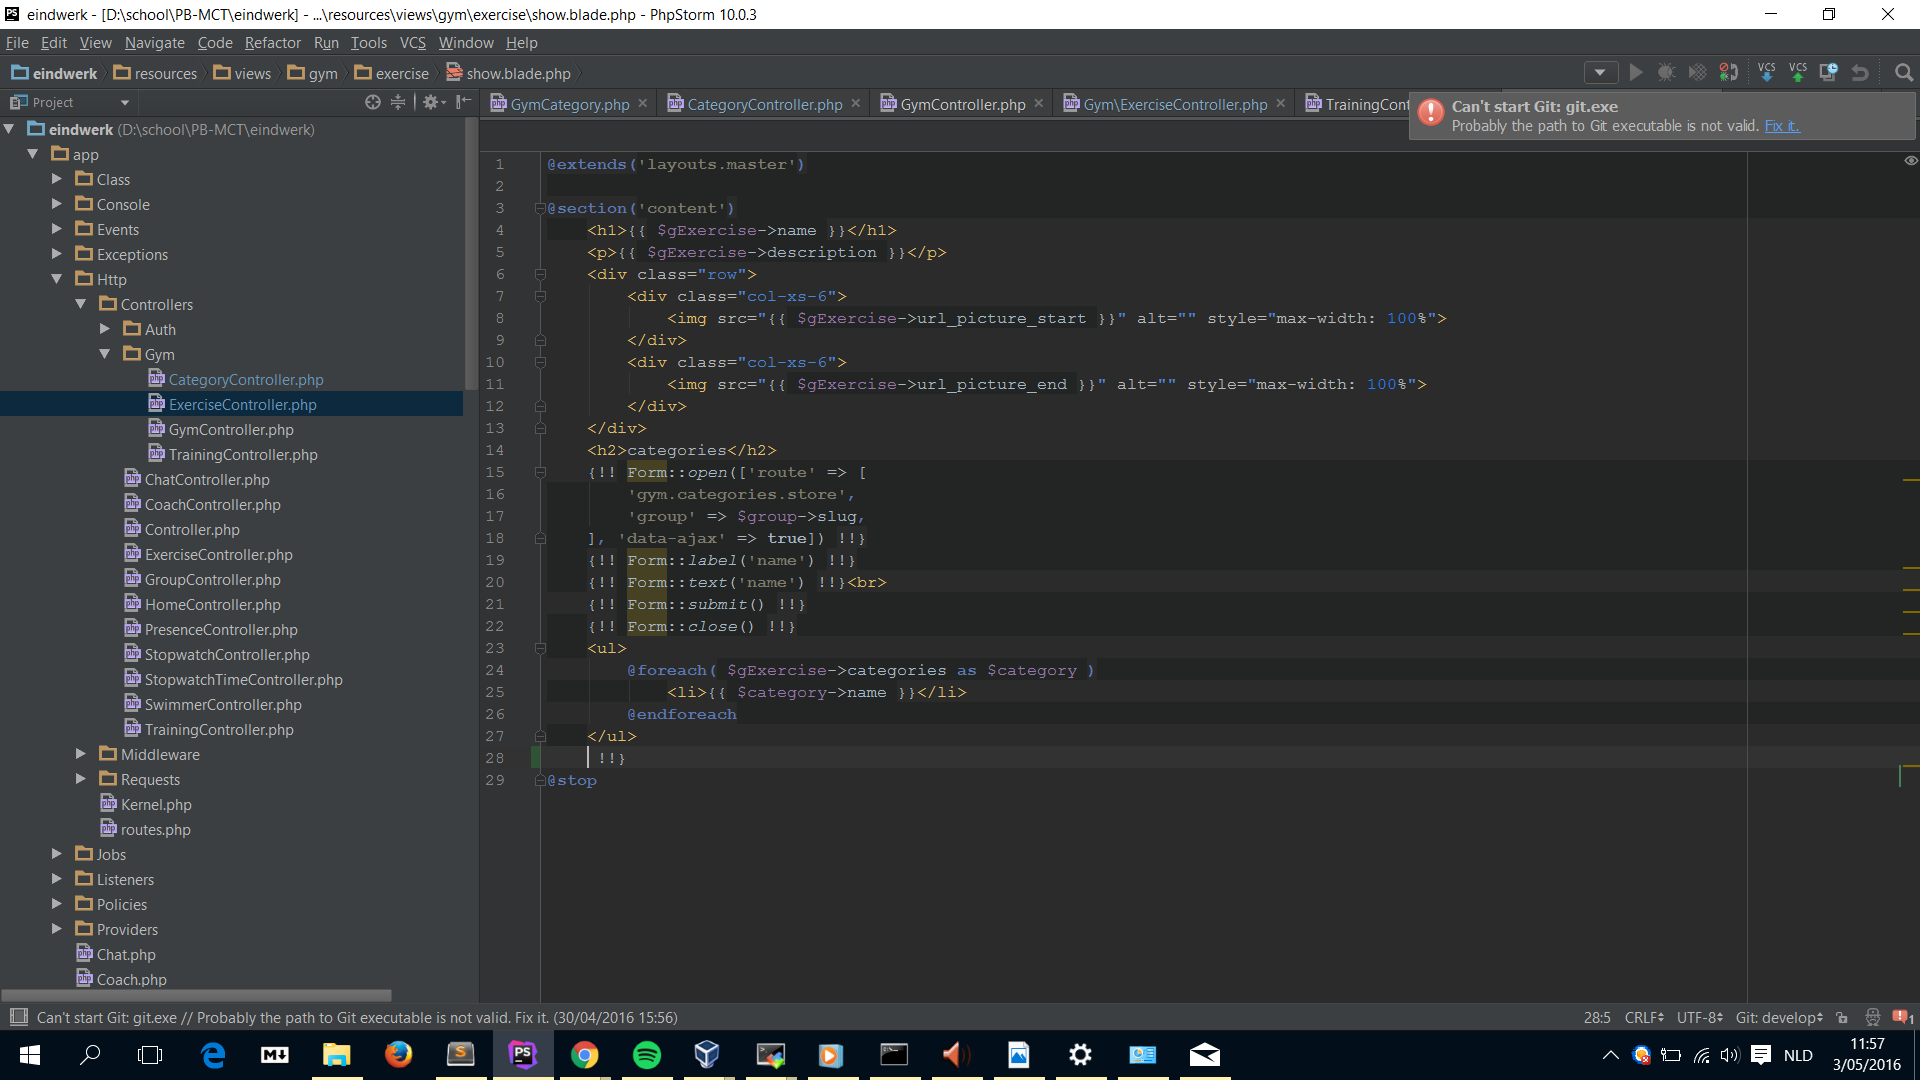 eindwerk - [D:\school\PB-MCT\eindwerk] - ...\resources\views\gym\exercise\show.blade.php - PhpStorm 10.0.3
File Edit View Navigate Code Refactor Run Tools VCS Window Help
eindwerk resources views gym exercise show.blade.php
VCS VCS
Project
GymCategory.php CategoryController.php GymController.php Gym\ExerciseController.php TrainingCont
Can't start Git: git.exe
Probably the path to Git executable is not valid. Fix it.
eindwerk (D:\school\PB-MCT\eindwerk)
app
Class
Console
Events
Exceptions
Http
Controllers
Auth
Gym
CategoryController.php
ExerciseController.php
GymController.php
TrainingController.php
ChatController.php
CoachController.php
Controller.php
ExerciseController.php
GroupController.php
HomeController.php
PresenceController.php
StopwatchController.php
StopwatchTimeController.php
SwimmerController.php
TrainingController.php
Middleware
Requests
Kernel.php
routes.php
Jobs
Listeners
Policies
Providers
Chat.php
Coach.php
1 @extends('layouts.master')
2
3 @section('content')
4 <h1>{{ $gExercise->name }}</h1>
5 <p>{{ $gExercise->description }}</p>
6 <div class="row">
7 <div class="col-xs-6">
8 <img src="{{ $gExercise->url_picture_start }}" alt="" style="max-width: 100%">
9 </div>
10 <div class="col-xs-6">
11 <img src="{{ $gExercise->url_picture_end }}" alt="" style="max-width: 100%">
12 </div>
13 </div>
14 <h2>categories</h2>
15 {!! Form::open(['route' => [
16 'gym.categories.store',
17 'group' => $group->slug,
18 ], 'data-ajax' => true]) !!}
19 {!! Form::label('name') !!}
20 {!! Form::text('name') !!}<br>
21 {!! Form::submit() !!}
22 {!! Form::close() !!}
23 <ul>
24 @foreach( $gExercise->categories as $category )
25 <li>{{ $category->name }}</li>
26 @endforeach
27 </ul>
28 !!}
29 @stop
Can't start Git: git.exe // Probably the path to Git executable is not valid. Fix it. (30/04/2016 15:56)
28:5 CRLF UTF-8 Git: develop 1
NLD
11:57
3/05/2016